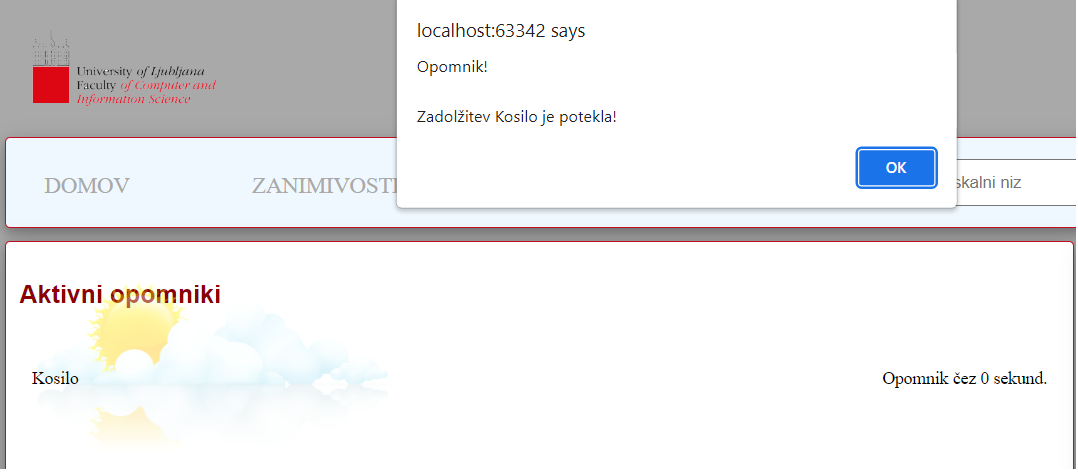 University of Ljubljana
Faculty of Computer and
Information Science
localhost:63342 says
Opomnik!
Zadolžitev Kosilo je potekla!
OK
DOMOV
ZANIMIVOSTI
skalni niz
Aktivni opomniki
Kosilo
Opomnik čez 0 sekund.